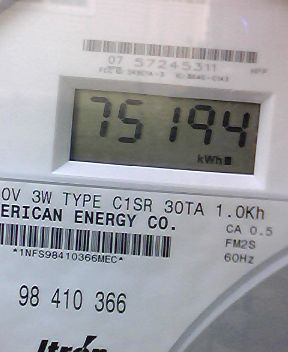 07 57245311
75194
kWh
0V 3W TYPE C1SR 30TA 1.0Kh
ERICAN ENERGY CO.
CA 0.5
FM2S
60Hz
*1NFS98410366MEC*
98 410 366
Itrón